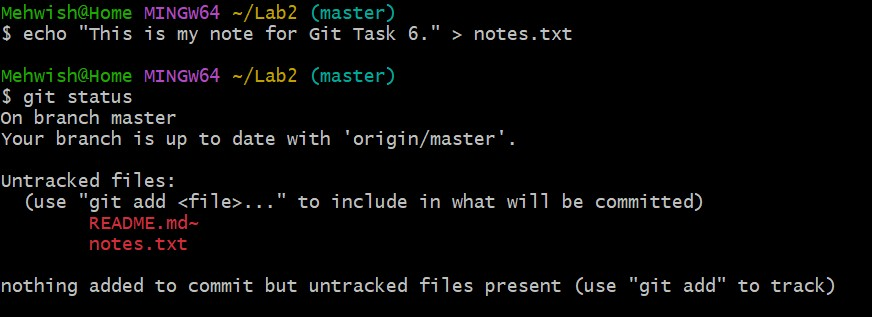 Mehwish@Home MINGW64 ~/Lab2 (master)
$ echo "This is my note for Git Task 6." > notes.txt
Mehwish@Home MINGW64 ~/Lab2 (master)
$ git status
On branch master
Your branch is up to date with 'origin/master'.
Untracked files:
(use "git add <file>..." to include in what will be committed)
README.md~
notes.txt
nothing added to commit but untracked files present (use "git add" to track)